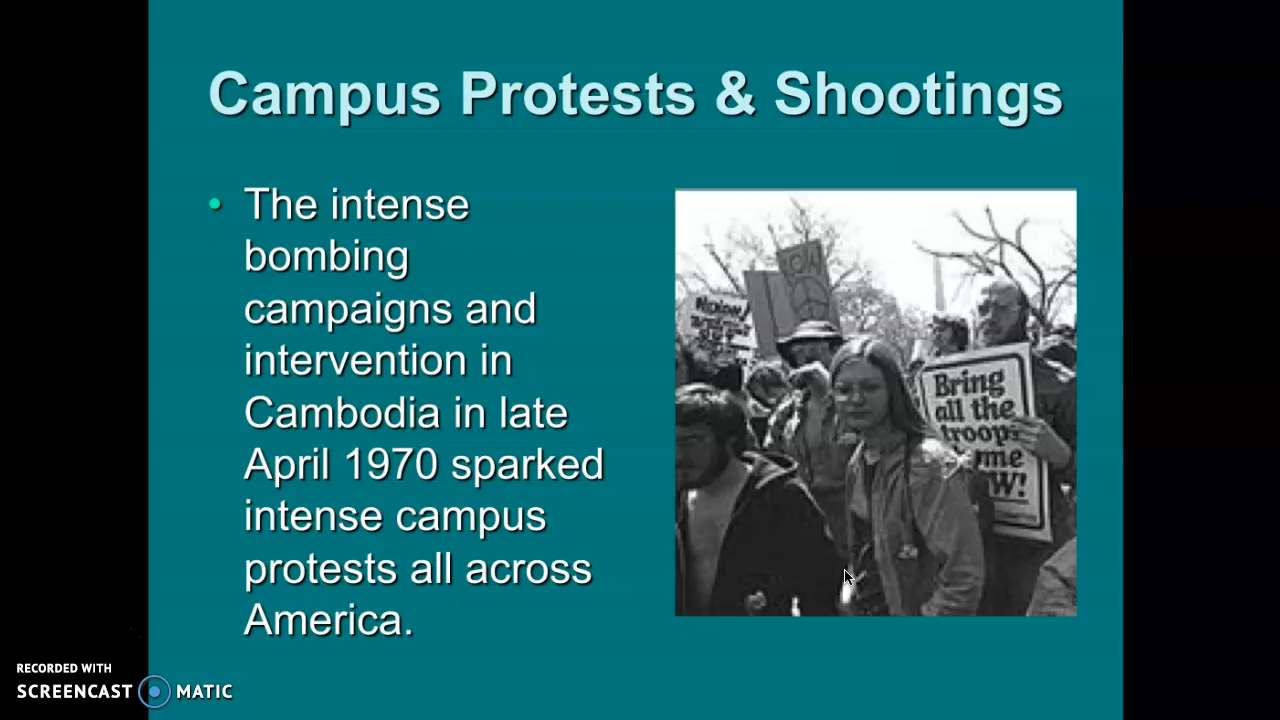 Campus Protests & Shootings
• The intense
bombing
campaigns and
intervention in
Cambodia in late
April 1970 sparked
intense campus
protests all across
America.
NOW
Bring
all the
troops
RECORDED WITH
SCREENCAST MATIC